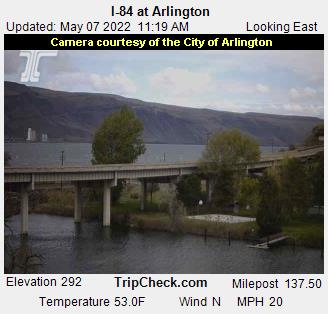 I-84 at Arlington
Updated: May 07 2022 11:19 AM Looking East
Camera courtesy of the City of Arlington
Elevation 292 TripCheck.com Milepost 137.50
Temperature 53.0F Wind N MPH 20